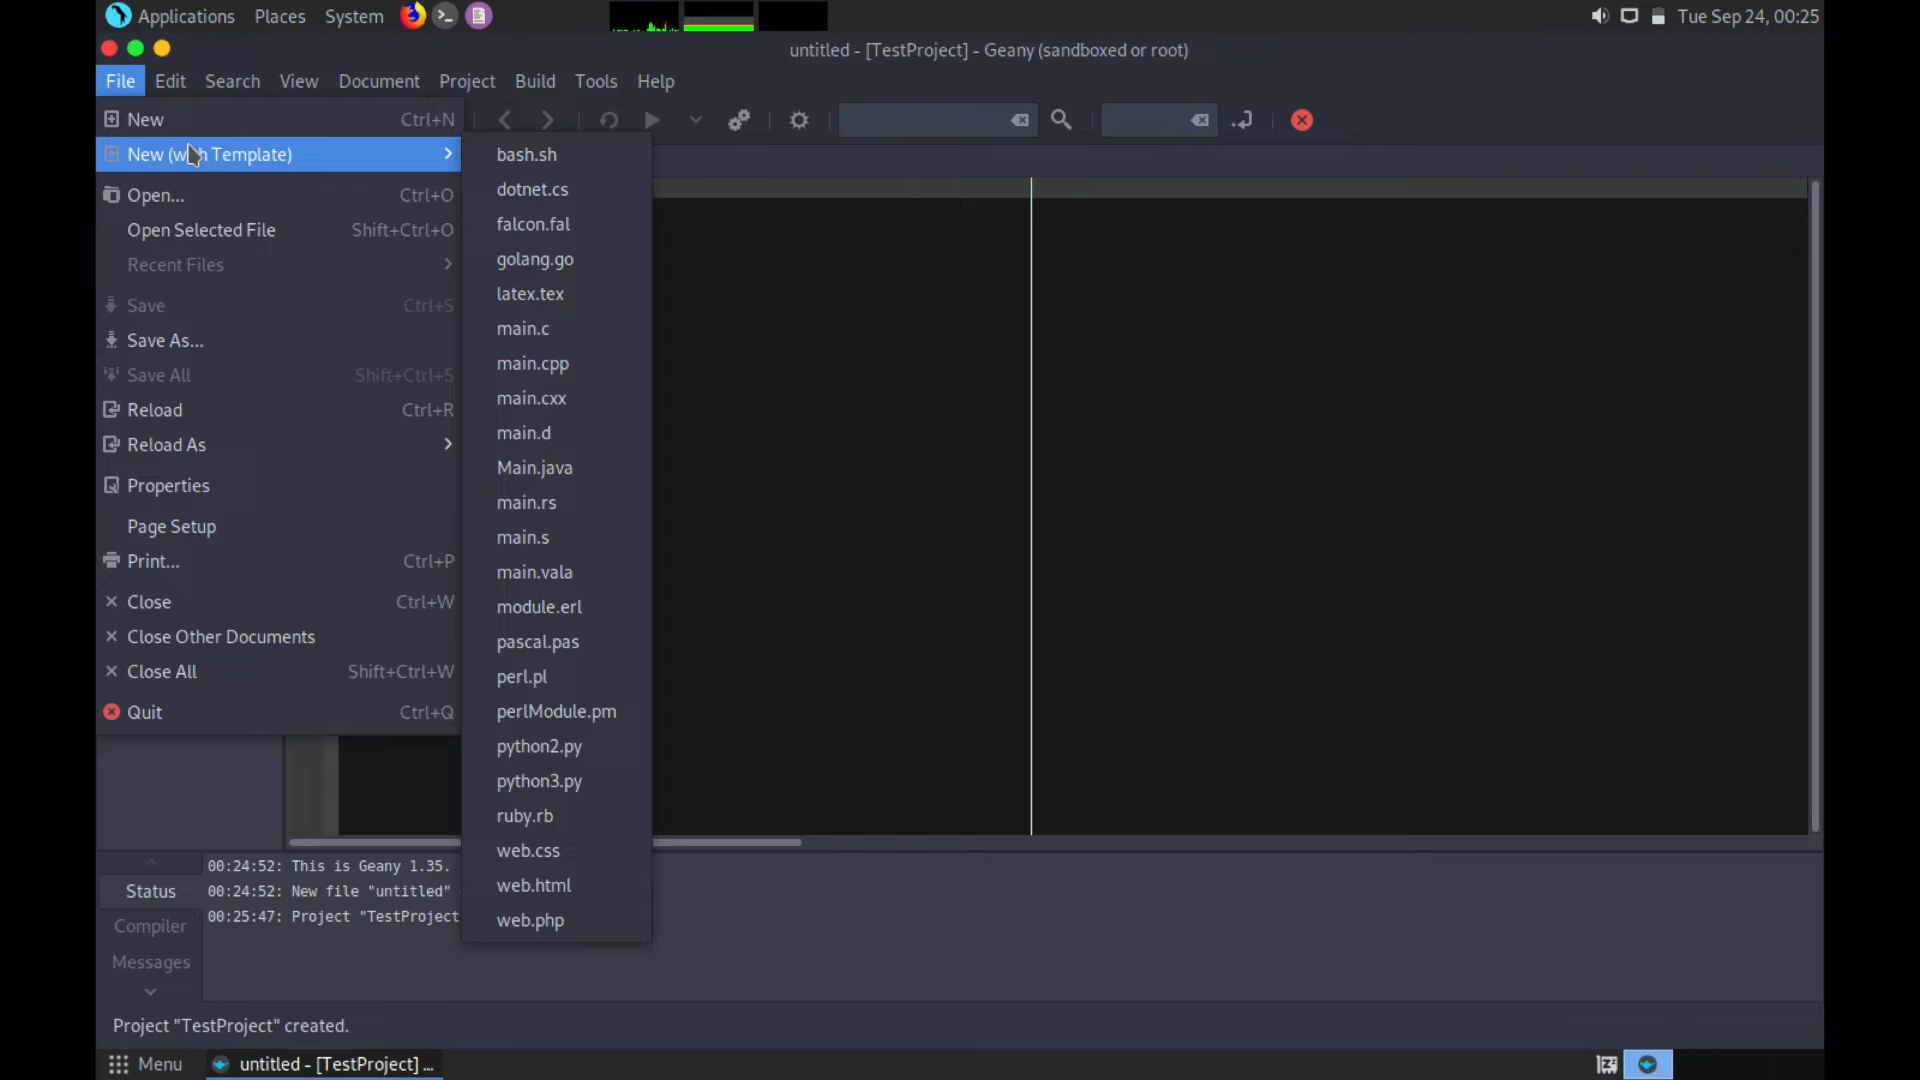 Applications Places System Tue Sep 24, 00:25
untitled - [TestProject] - Geany (sandboxed or root)
File Edit Search View Document Project Build Tools Help
New Ctrl+N
New (with Template)
Open... Ctrl+O
Open Selected File Shift+Ctrl+O
Recent Files
Save Ctrl+S
Save As...
Save All Shift+Ctrl+S
Reload Ctrl+R
Reload As
Properties
Page Setup
Print... Ctrl+P
Close Ctrl+W
Close Other Documents
Close All Shift+Ctrl+W
Quit Ctrl+Q
bash.sh
dotnet.cs
falcon.fal
golang.go
latex.tex
main.c
main.cpp
main.cxx
main.d
Main.java
main.rs
main.s
main.vala
module.erl
pascal.pas
perl.pl
perlModule.pm
python2.py
python3.py
ruby.rb
web.css
web.html
web.php
Status
Compiler
Messages
00:24:52: This is Geany 1.35.
00:24:52: New file "untitled"
00:25:47: Project "TestProject
Project "TestProject" created.
Menu untitled - [TestProject] ...